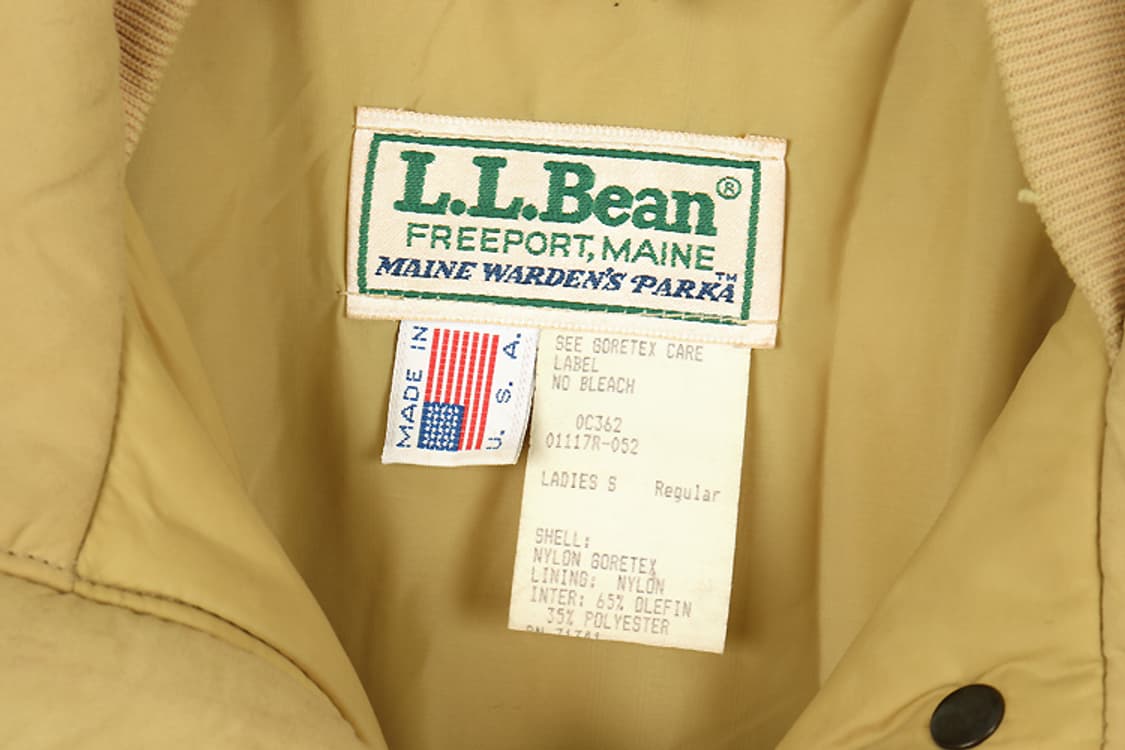 L.L.Bean®
FREEPORT, MAINE
MAINE WARDEN'S PARKA™
MADE IN
U. S. A.
SEE GORETEX CARE
LABEL
NO BLEACH
0C362
01117R-052
LADIES S Regular
SHELL:
NYLON GORETEX
LINING: NYLON
INTER: 65% OLEFIN
35% POLYESTER